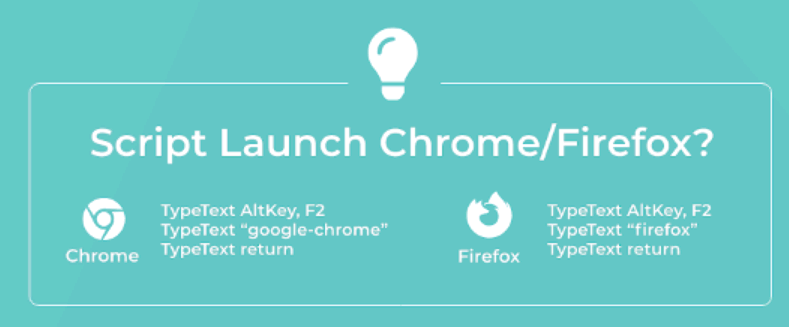 Script Launch Chrome/Firefox?
TypeText AltKey, F2
TypeText “google-chrome”
TypeText return
Chrome
TypeText AltKey, F2
TypeText “firefox”
TypeText return
Firefox